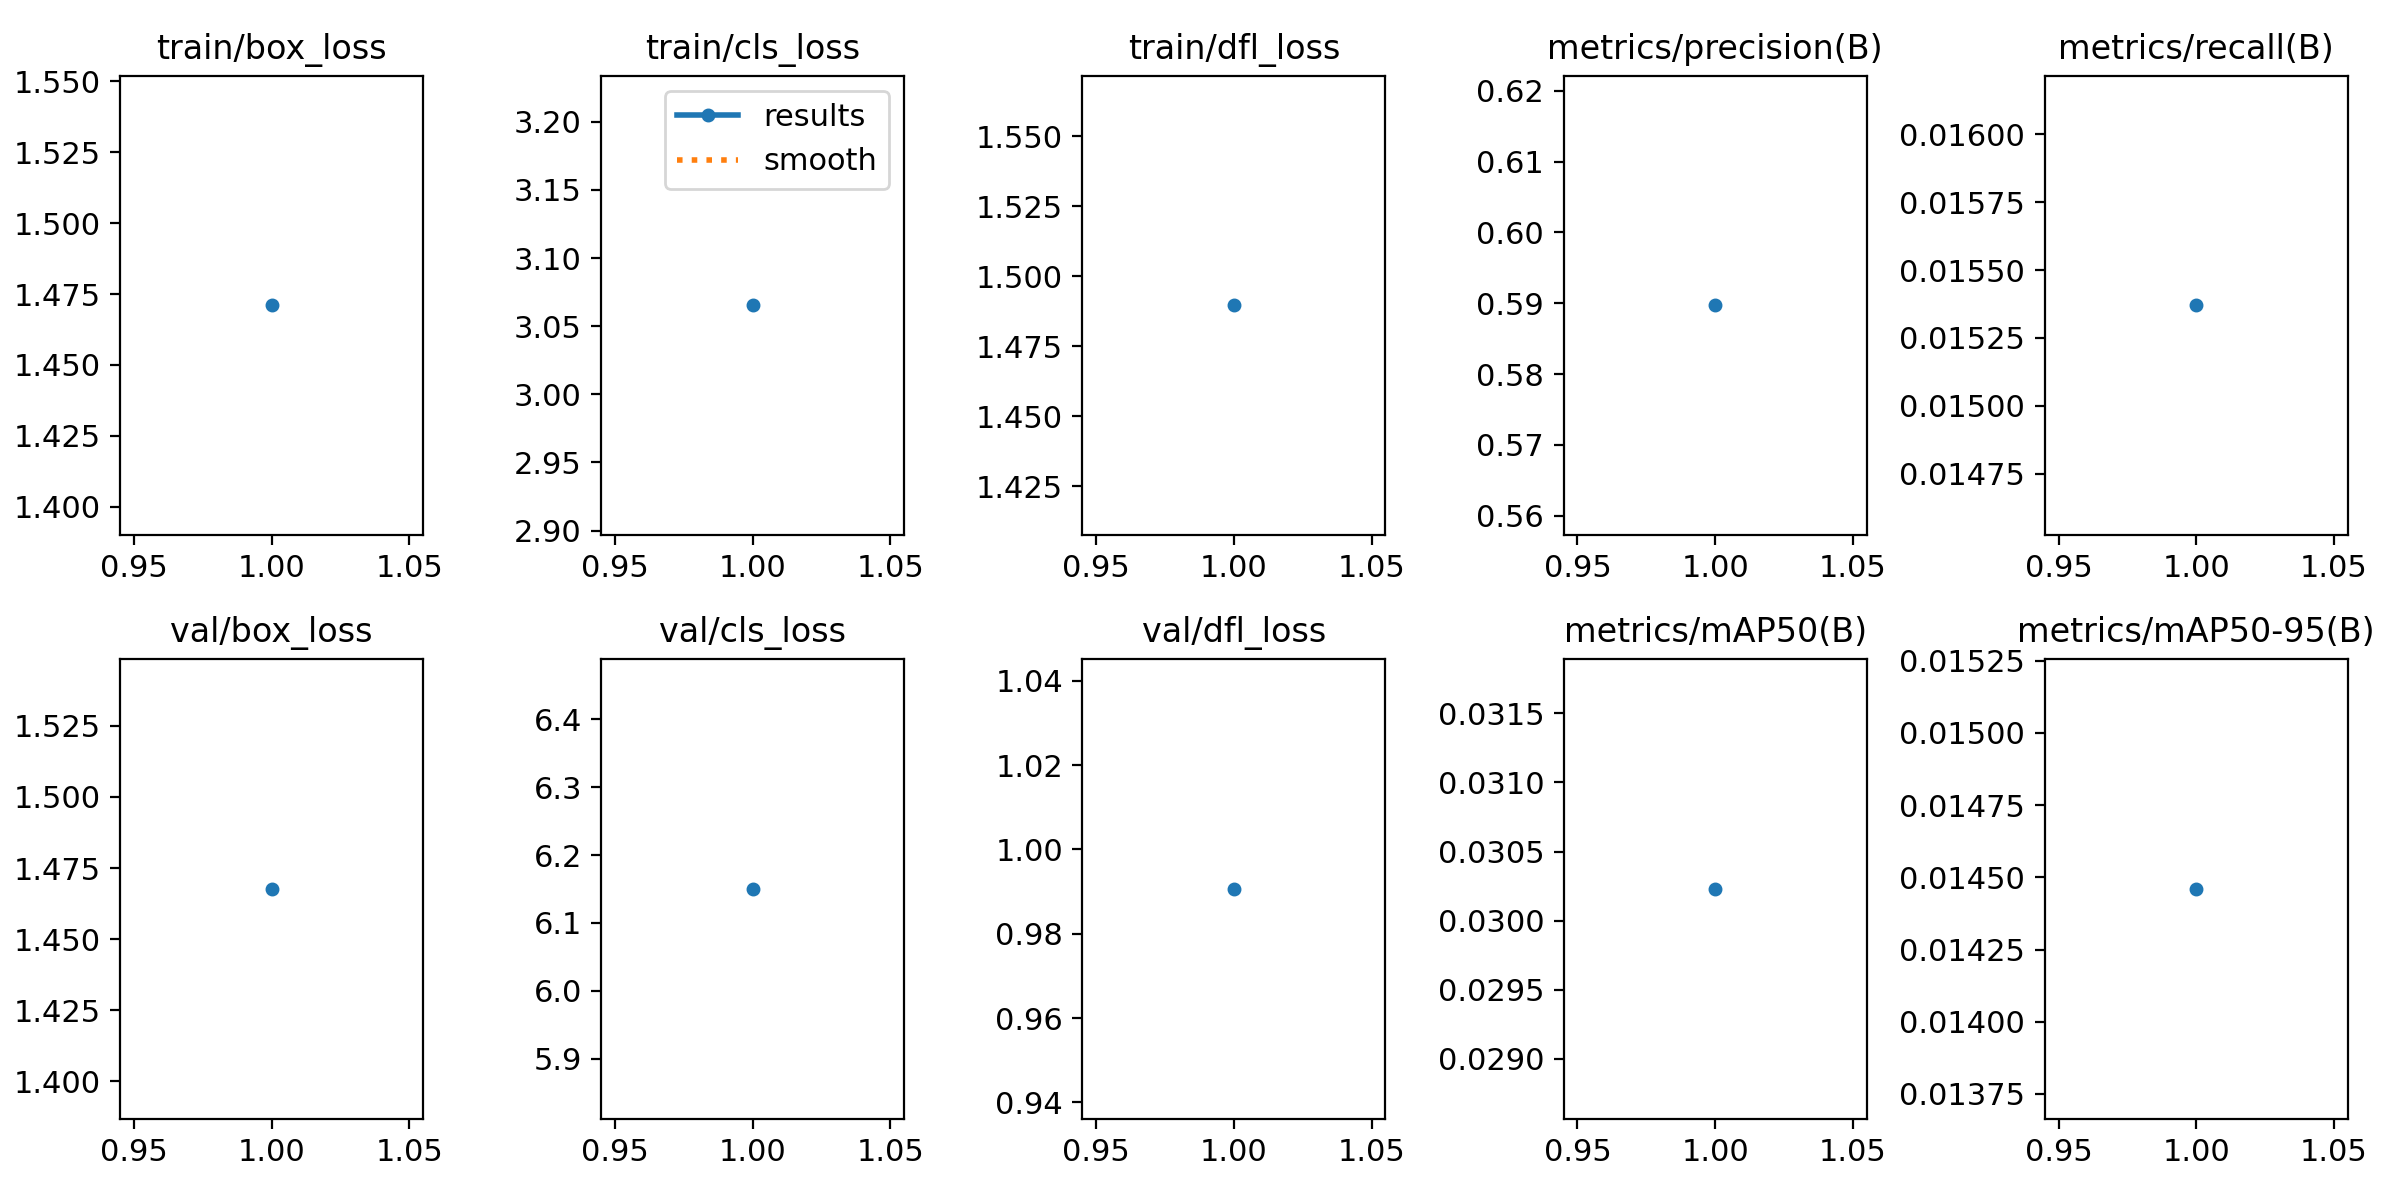 train/box_loss
1.550
1.525
1.500
1.475
1.450
1.425
1.400
0.95 1.00 1.05
train/cls_loss
results
smooth
3.20
3.15
3.10
3.05
3.00
2.95
2.90
0.95 1.00 1.05
train/dfl_loss
1.550
1.525
1.500
1.475
1.450
1.425
0.95 1.00 1.05
metrics/precision(B)
0.62
0.61
0.60
0.59
0.58
0.57
0.56
0.95 1.00 1.05
metrics/recall(B)
0.01600
0.01575
0.01550
0.01525
0.01500
0.01475
0.95 1.00 1.05
val/box_loss
1.525
1.500
1.475
1.450
1.425
1.400
0.95 1.00 1.05
val/cls_loss
6.4
6.3
6.2
6.1
6.0
5.9
0.95 1.00 1.05
val/dfl_loss
1.04
1.02
1.00
0.98
0.96
0.94
0.95 1.00 1.05
metrics/mAP50(B)
0.0315
0.0310
0.0305
0.0300
0.0295
0.0290
0.95 1.00 1.05
metrics/mAP50-95(B)
0.01525
0.01500
0.01475
0.01450
0.01425
0.01400
0.01375
0.95 1.00 1.05